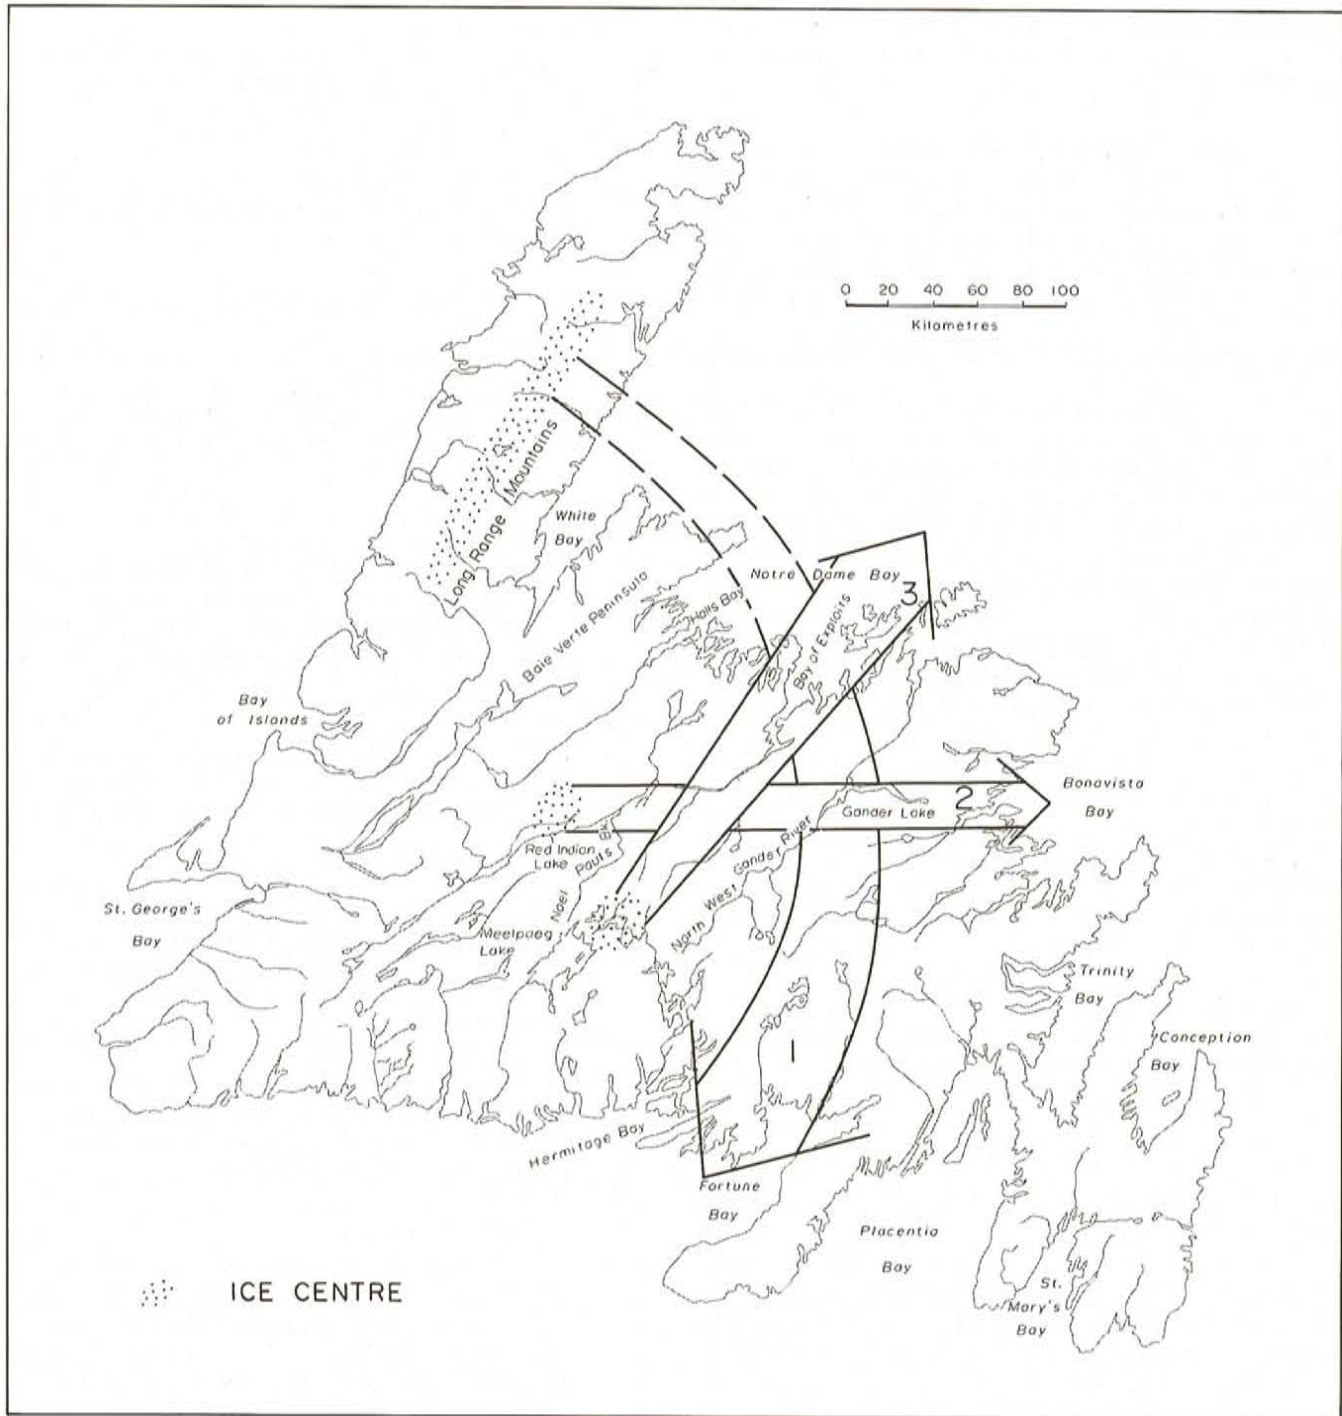 0 20 40 60 80 100
Kilometres
Long Range Mountains
White
Bay
Notre Dame Bay
3
Halls Bay
Baie Verte Peninsula
Bay of Exploits
Bay
of Islands
Bonavista
Bay
2
Gander Lake
Red Indian
Lake
Noel Pauls Bk.
North West Gander River
St. George's
Bay
Meelpaeg
Lake
Trinity
Bay
Conception
Bay
1
Hermitage Bay
Fortune
Bay
Placentia
Bay
St.
Mary's
Bay
ICE CENTRE